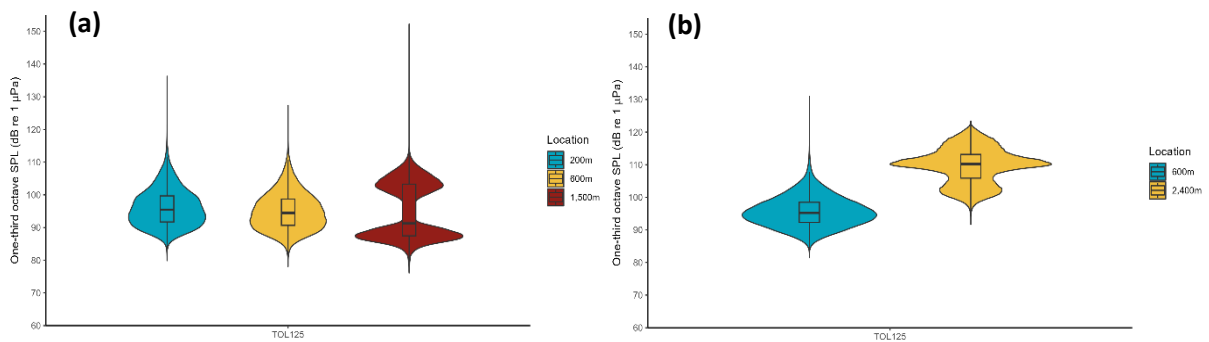 (a)
One-third octave SPL (dB re 1 µPa)
150
140
130
120
110
100
90
80
70
60
TOL125
Location
200m
600m
1,500m
(b)
One-third octave SPL (dB re 1 µPa)
150
140
130
120
110
100
90
80
70
60
TOL125
Location
600m
2,400m